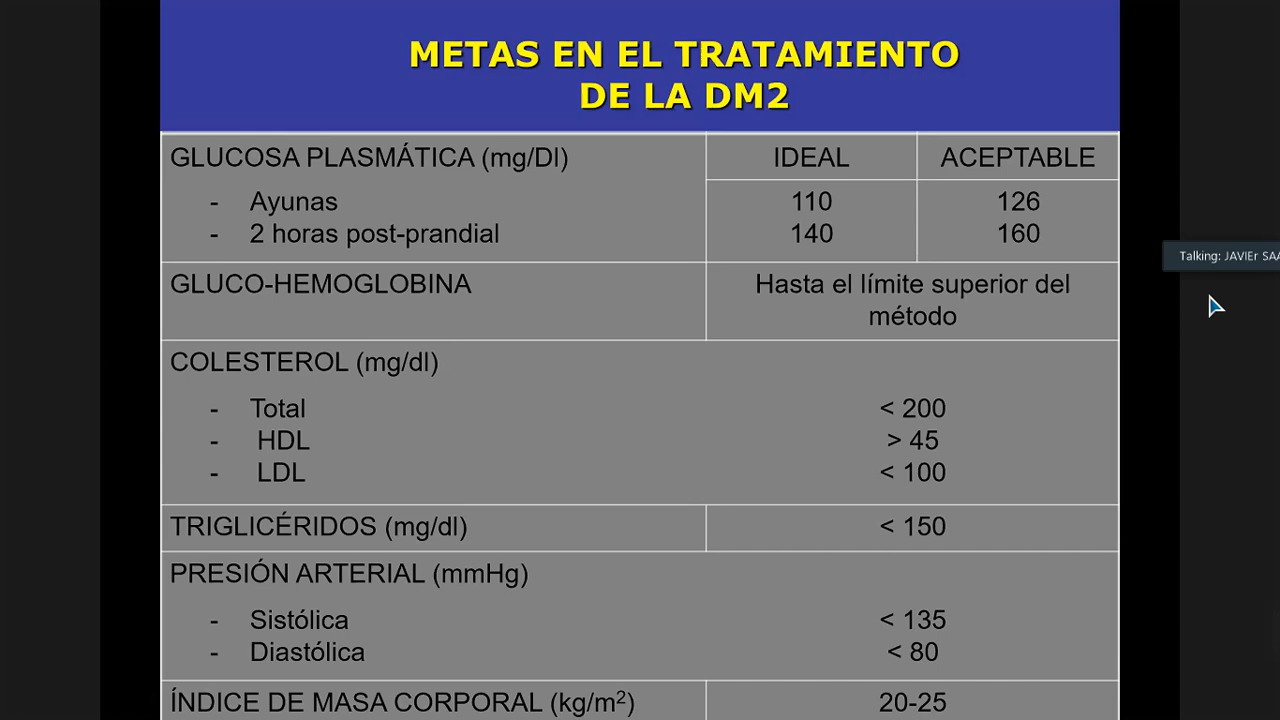 METAS EN EL TRATAMIENTO
DE LA DM2
GLUCOSA PLASMÁTICA (mg/Dl)
IDEAL
ACEPTABLE
- Ayunas
110
126
- 2 horas post-prandial
140
160
GLUCO-HEMOGLOBINA
Hasta el límite superior del
método
COLESTEROL (mg/dl)
- Total
< 200
- HDL
> 45
- LDL
< 100
TRIGLICÉRIDOS (mg/dl)
< 150
PRESIÓN ARTERIAL (mmHg)
- Sistólica
< 135
- Diastólica
< 80
ÍNDICE DE MASA CORPORAL (kg/m²)
20-25
Talking: JAVIEr